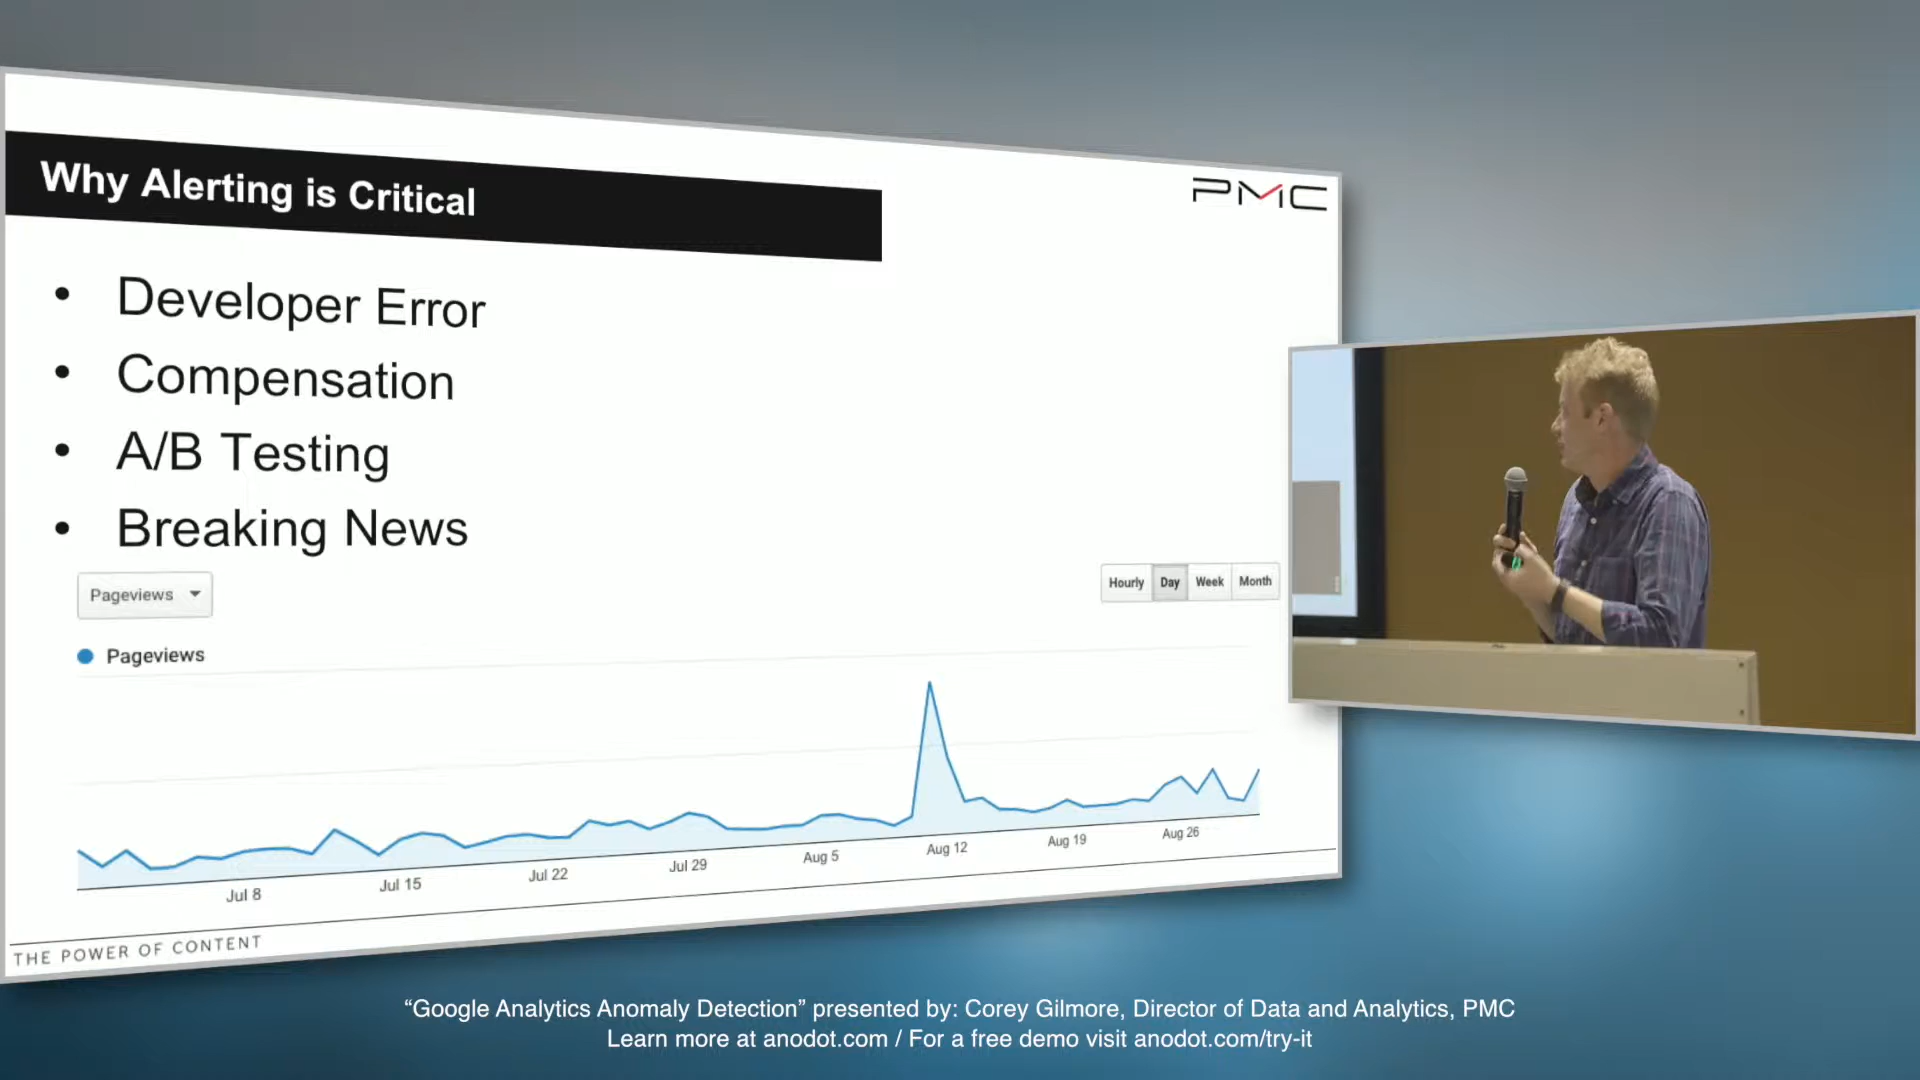 Why Alerting is Critical
PMC
• Developer Error
• Compensation
• A/B Testing
• Breaking News
Pageviews
Hourly Day Week Month
Pageviews
Jul 8 Jul 15 Jul 22 Jul 29 Aug 5 Aug 12 Aug 19 Aug 26
THE POWER OF CONTENT
“Google Analytics Anomaly Detection” presented by: Corey Gilmore, Director of Data and Analytics, PMC
Learn more at anodot.com / For a free demo visit anodot.com/try-it